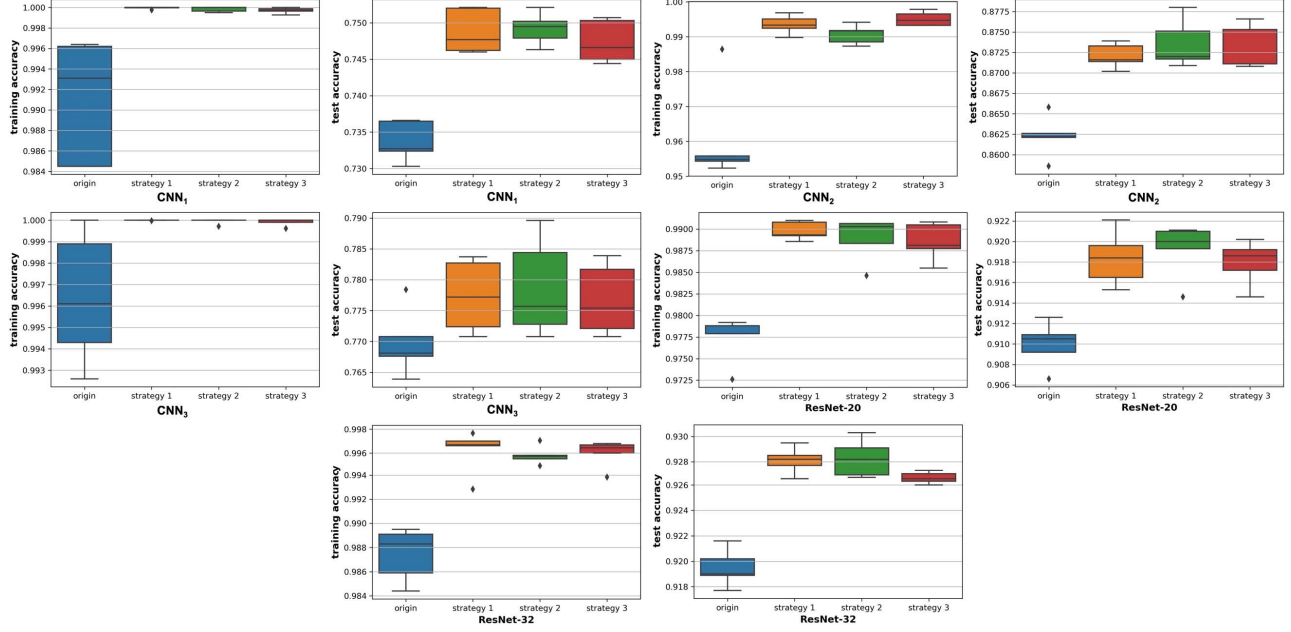 training accuracy
1.000
0.998
0.996
0.994
0.992
0.990
0.988
0.986
0.984
origin strategy 1 strategy 2 strategy 3
CNN1
test accuracy
0.750
0.745
0.740
0.735
0.730
origin strategy 1 strategy 2 strategy 3
CNN1
training accuracy
1.00
0.99
0.98
0.97
0.96
0.95
origin strategy 1 strategy 2 strategy 3
CNN2
test accuracy
0.8775
0.8750
0.8725
0.8700
0.8675
0.8650
0.8625
0.8600
origin strategy 1 strategy 2 strategy 3
CNN2
training accuracy
1.000
0.999
0.998
0.997
0.996
0.995
0.994
0.993
origin strategy 1 strategy 2 strategy 3
CNN3
test accuracy
0.790
0.785
0.780
0.775
0.770
0.765
origin strategy 1 strategy 2 strategy 3
CNN3
training accuracy
0.9900
0.9875
0.9850
0.9825
0.9800
0.9775
0.9750
0.9725
origin strategy 1 strategy 2 strategy 3
ResNet-20
test accuracy
0.922
0.920
0.918
0.916
0.914
0.912
0.910
0.908
0.906
origin strategy 1 strategy 2 strategy 3
ResNet-20
training accuracy
0.998
0.996
0.994
0.992
0.990
0.988
0.986
0.984
origin strategy 1 strategy 2 strategy 3
ResNet-32
test accuracy
0.930
0.928
0.926
0.924
0.922
0.920
0.918
origin strategy 1 strategy 2 strategy 3
ResNet-32